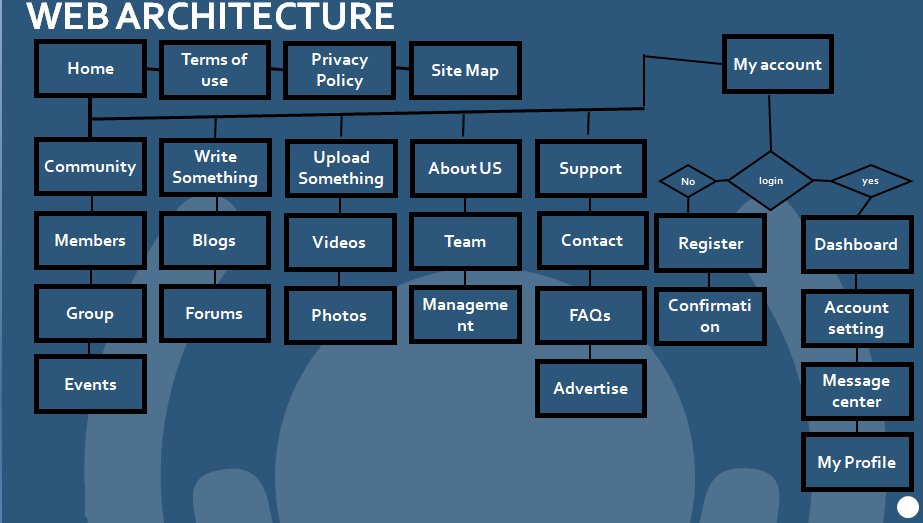 WEB ARCHITECTURE
Home
Terms of
use
Privacy
Policy
Site Map
My account
Community
Write
Something
Upload
Something
About US
Support
No
login
yes
Members
Blogs
Videos
Team
Contact
Register
Dashboard
Group
Forums
Photos
Manageme
nt
FAQs
Confirmati
on
Account
setting
Events
Advertise
Message
center
My Profile